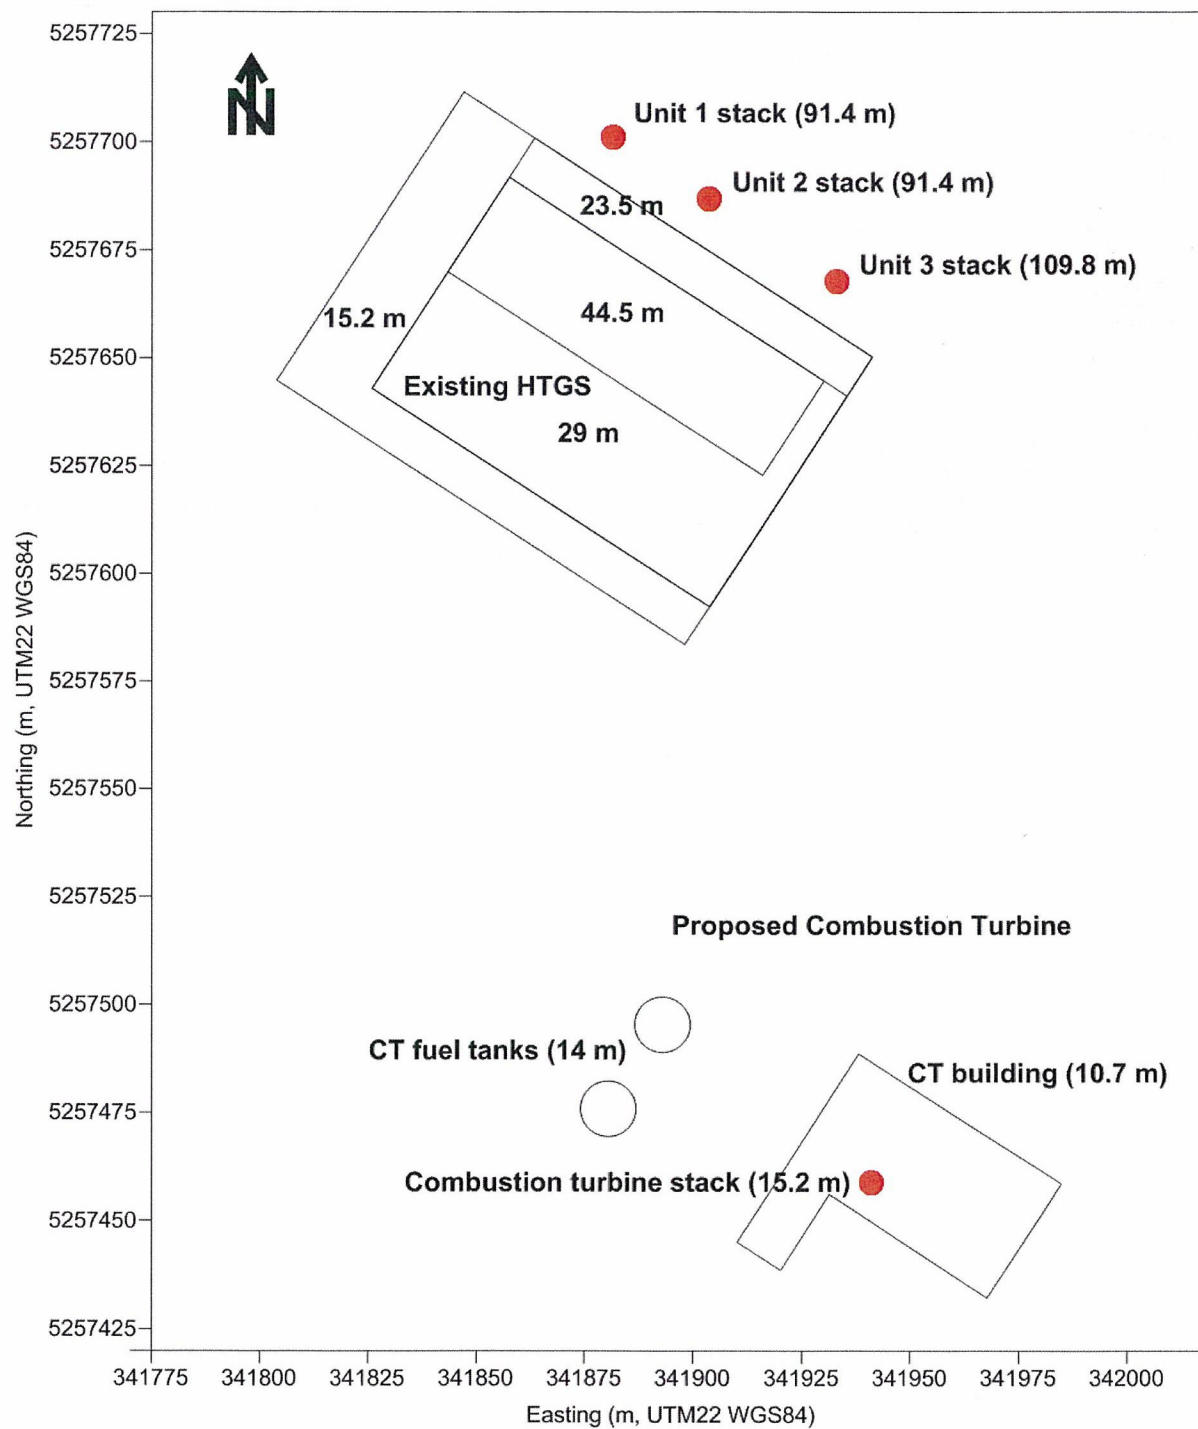 5257725
N
Unit 1 stack (91.4 m)
5257700
Unit 2 stack (91.4 m)
23.5 m
5257675
Unit 3 stack (109.8 m)
15.2 m
44.5 m
5257650
Existing HTGS
29 m
5257625
5257600
5257575
5257550
Northing (m, UTM22 WGS84)
5257525
Proposed Combustion Turbine
5257500
CT fuel tanks (14 m)
CT building (10.7 m)
5257475
Combustion turbine stack (15.2 m)
5257450
5257425
341775 341800 341825 341850 341875 341900 341925 341950 341975 342000
Easting (m, UTM22 WGS84)